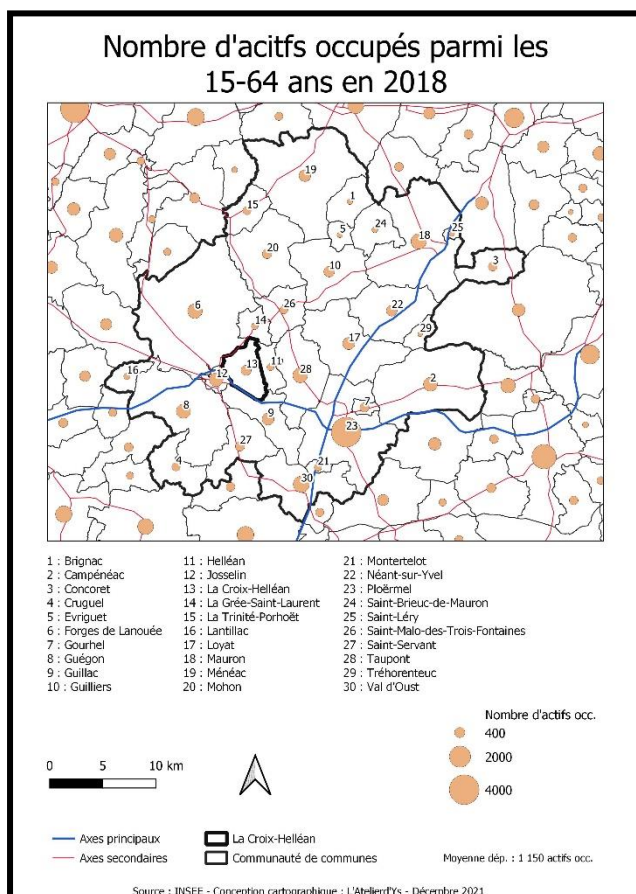 Nombre d'acitfs occupés parmi les
15-64 ans en 2018
19
1
15
5
24
18
25
20
10
3
6
26
22
14
29
17
16
12
13
11
28
2
8
9
7
23
27
4
21
30
1 : Brignac
2 : Campénéac
3 : Concoret
4 : Cruguel
5 : Evriguet
6 : Forges de Lanouée
7 : Gourhel
8 : Guégon
9 : Guillac
10 : Guilliers
11 : Helléan
12 : Josselin
13 : La Croix-Helléan
14 : La Grée-Saint-Laurent
15 : La Trinité-Porhoët
16 : Lantillac
17 : Loyat
18 : Mauron
19 : Ménéac
20 : Mohon
21 : Montertelot
22 : Néant-sur-Yvel
23 : Ploërmel
24 : Saint-Brieuc-de-Mauron
25 : Saint-Léry
26 : Saint-Malo-des-Trois-Fontaines
27 : Saint-Servant
28 : Taupont
29 : Tréhorenteuc
30 : Val d'Oust
Nombre d'actifs occ.
400
2000
4000
0 5 10 km
Axes principaux
Axes secondaires
La Croix-Helléan
Communauté de communes
Moyenne dép. : 1 150 actifs occ.
Source : INSEE - Conception cartographique : L'Atelierd'Ys - Décembre 2021